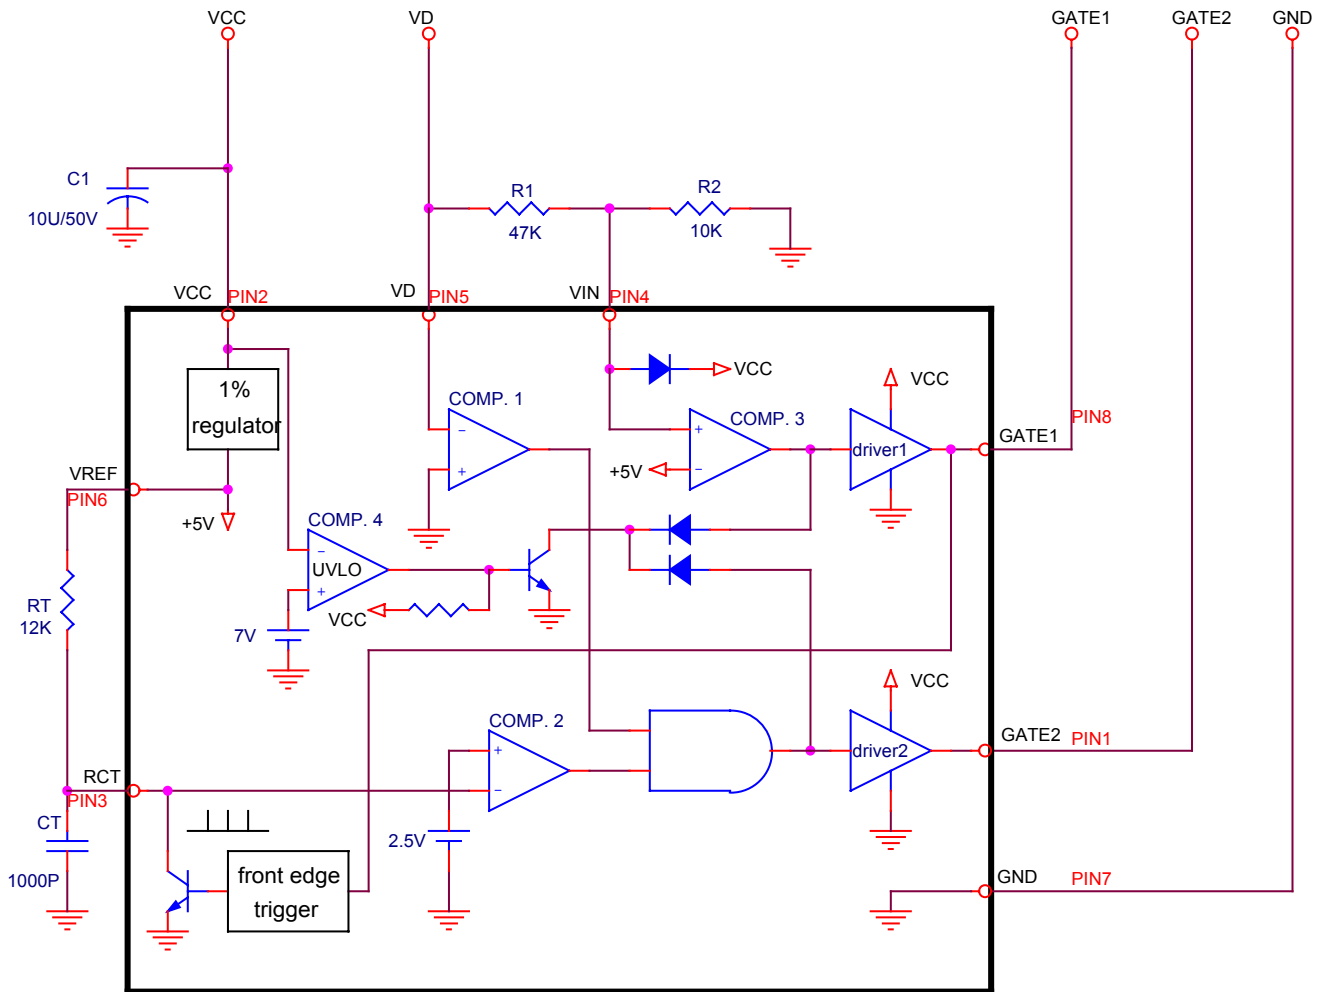 VCC
VD
GATE1
GATE2
GND
C1
10U/50V
R1
47K
R2
10K
VCC
PIN2
VD
PIN5
VIN
PIN4
1%
regulator
VCC
COMP. 1
−
+
COMP. 3
+
−
+5V
VCC
driver1
PIN8
GATE1
VREF
PIN6
+5V
COMP. 4
−
UVLO
+
VCC
7V
RT
12K
VCC
COMP. 2
+
−
driver2
GATE2
PIN1
RCT
PIN3
CT
1000P
2.5V
front edge
trigger
GND
PIN7